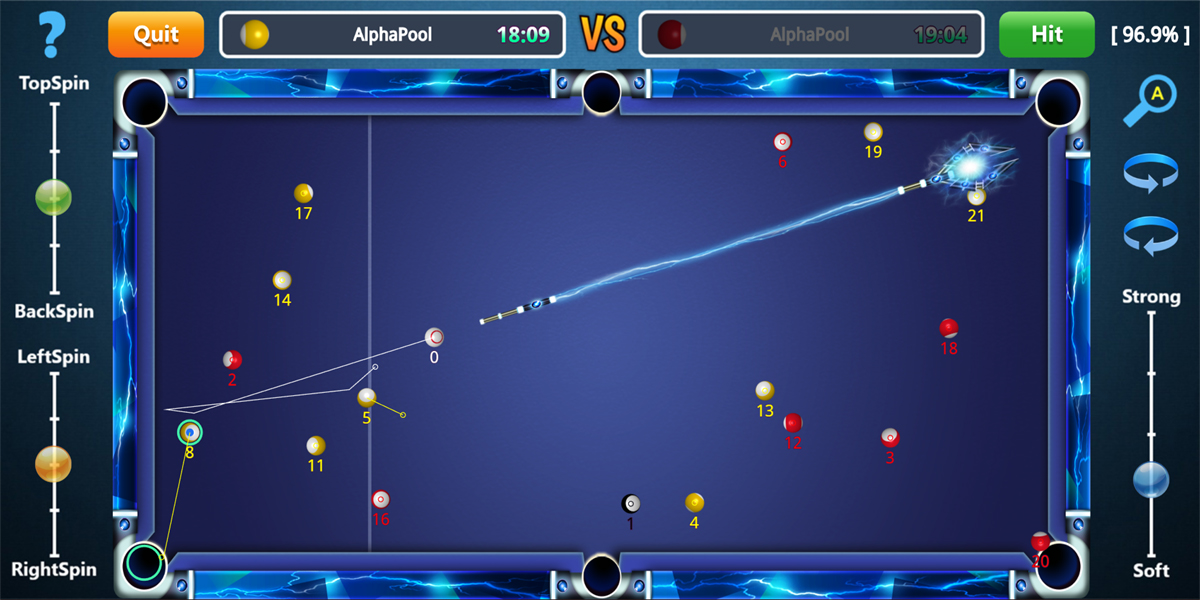 ?
Quit
AlphaPool
18:09
VS
AlphaPool
19:04
Hit
[ 96.9% ]
TopSpin
A
6
19
17
21
14
BackSpin
Strong
0
18
LeftSpin
2
5
13
8
12
3
11
16
1
4
20
RightSpin
Soft